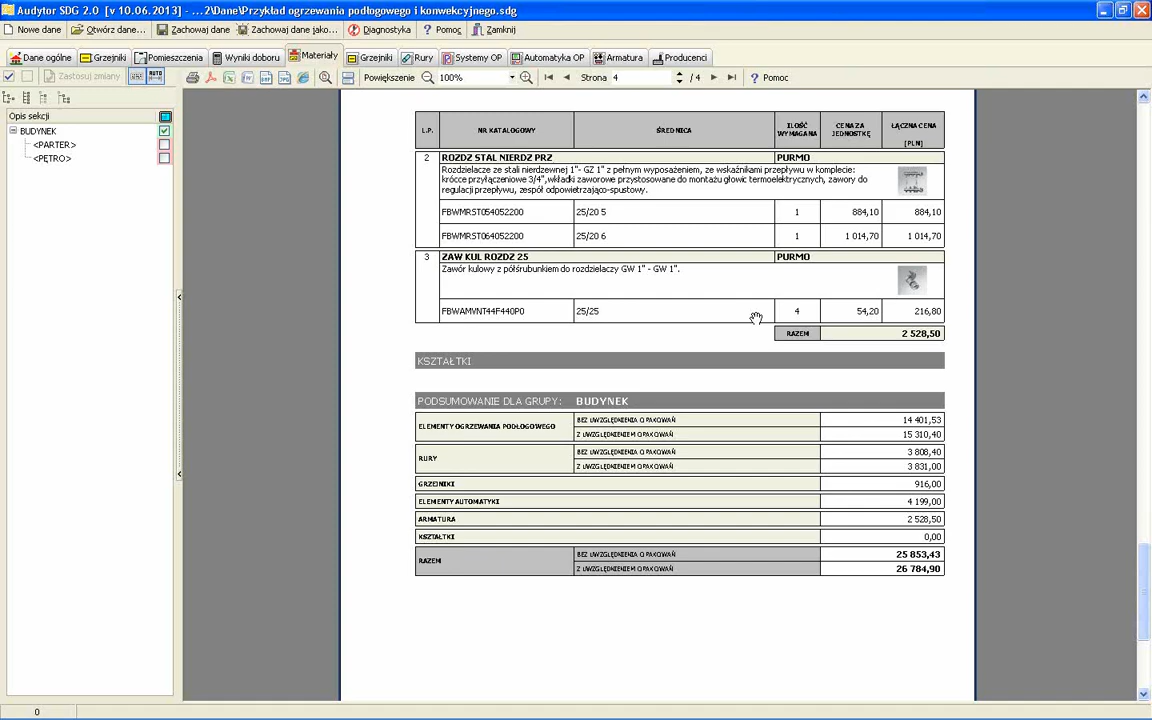 Audytor SDG 2.0 [v 10.06.2013] - ...2\Dane\Przykład ogrzewania podłogowego i konwekcyjnego.sdg
Nowe dane Otwórz dane... Zachowaj dane Zachowaj dane jako... Diagnostyka Pomoc Zamknij
Dane ogólne Grzejniki Pomieszczenia Wyniki doboru Materiały Grzejniki Rury Systemy OP Automatyka OP Armatura Producenci
Zastosuj zmiany AUTO Powiększenie 100% Strona 4 / 4 Pomoc
Opis sekcji
BUDYNEK
<PARTER>
<PĘTRO>
L.P. NR KATALOGOWY ŚREDNICA ILOŚĆ WYMAGANA CENA ZA JEDNOSTKĘ ŁĄCZNA CENA [PLN]
2 ROZDZ STAL NIERDZ PRZ PURMO
Rozdzielacze ze stali nierdzewnej 1"- GZ 1" z pełnym wyposażeniem, ze wskaźnikami przepływu w komplecie:
króćce przyłączeniowe 3/4",wkładki zaworowe przystosowane do montażu głowic termoelektrycznych, zawory do
regulacji przepływu, zespół odpowietrzająco-spustowy.
FBWMRST054052200 25/20 5 1 884,10 884,10
FBWMRST064052200 25/20 6 1 1 014,70 1 014,70
3 ZAW KUL ROZDZ 25 PURMO
Zawór kulowy z półśrubunkiem do rozdzielaczy GW 1" - GW 1".
FBWAMVNT44F440P0 25/25 4 54,20 216,80
RAZEM 2 528,50
KSZTAŁTKI
PODSUMOWANIE DLA GRUPY: BUDYNEK
ELEMENTY OGRZEWANIA PODŁOGOWEGO BEZ UWZGLĘDNIENIA OPAKOWAŃ 14 401,53
Z UWZGLĘDNIENIEM OPAKOWAŃ 15 310,40
RURY BEZ UWZGLĘDNIENIA OPAKOWAŃ 3 808,40
Z UWZGLĘDNIENIEM OPAKOWAŃ 3 831,00
GRZEJNIKI 916,00
ELEMENTY AUTOMATYKI 4 199,00
ARMATURA 2 528,50
KSZTAŁTKI 0,00
RAZEM BEZ UWZGLĘDNIENIA OPAKOWAŃ 25 853,43
Z UWZGLĘDNIENIEM OPAKOWAŃ 26 784,90
0